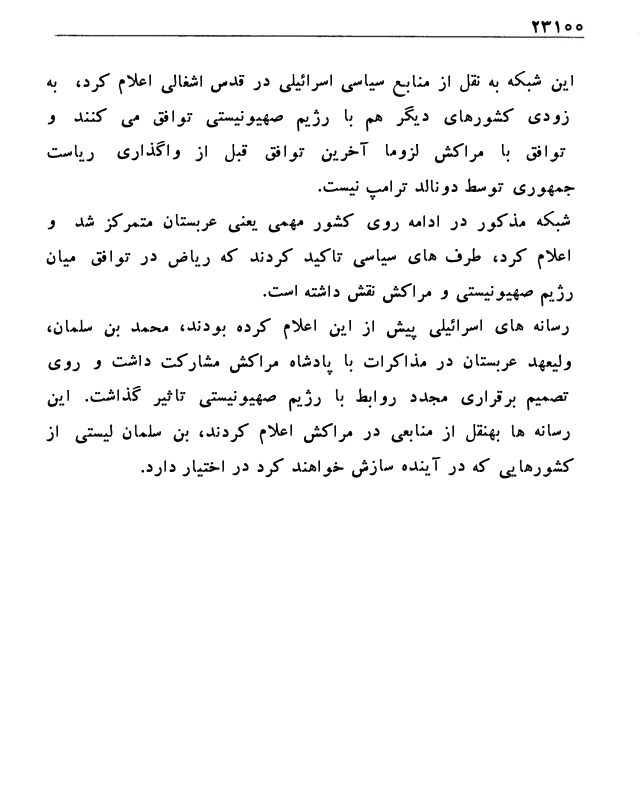 ۲۳۱۰۰
این شبکه به نقل از منابع سیاسی اسرائیلی در قدس اشغالی اعلام کرد، به
زودی کشورهای دیگر هم با رژیم صهیونیستی توافق می کنند و
توافق با مراکش لزوما آخرین توافق قبل از واگذاری ریاست
جمهوری توسط دونالد ترامپ نیست.
شبکه مذکور در ادامه روی کشور مهمی یعنی عربستان متمرکز شد و
اعلام کرد، طرف های سیاسی تاکید کردند که ریاض در توافق میان
رژیم صهیونیستی و مراکش نقش داشته است.
رسانه های اسرائیلی پیش از این اعلام کرده بودند، محمد بن سلمان،
ولیعهد عربستان در مذاکرات با پادشاه مراکش مشارکت داشت و روی
تصمیم برقراری مجدد روابط با رژیم صهیونیستی تاثیر گذاشت. این
رسانه ها بهنقل از منابعی در مراکش اعلام کردند، بن سلمان لیستی از
کشورهایی که در آینده سازش خواهند کرد در اختیار دارد.